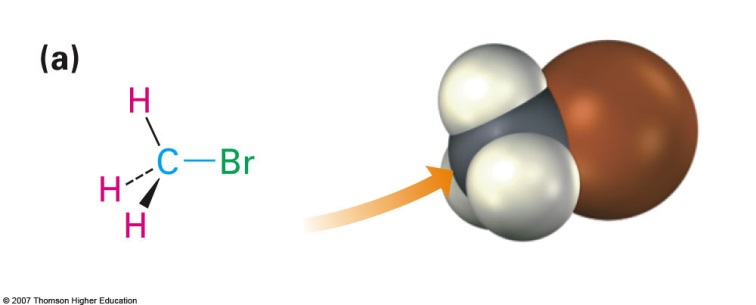 (a)
H
C—Br
H
H
© 2007 Thomson Higher Education